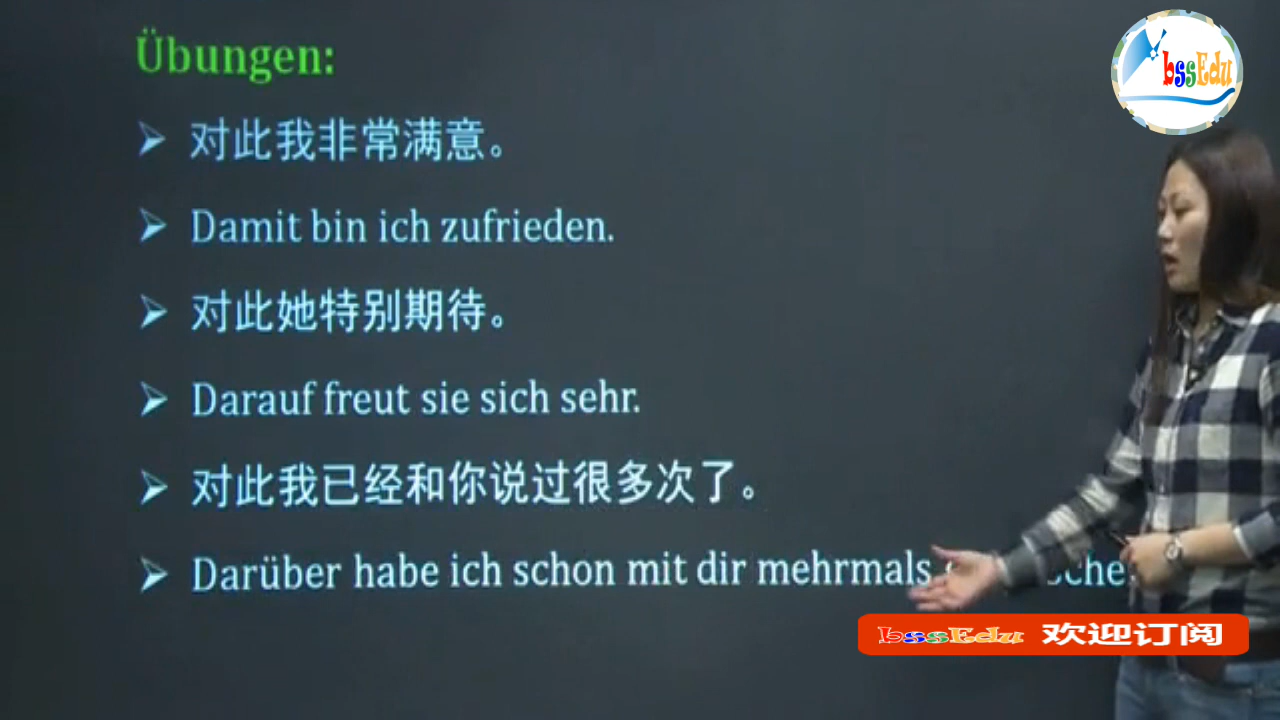 Übungen:
对此我非常满意。
Damit bin ich zufrieden.
对此她特别期待。
Darauf freut sie sich sehr.
对此我已经和你说过很多次了。
Darüber habe ich schon mit dir mehrmals
bssEdu
bssEdu 欢迎订阅